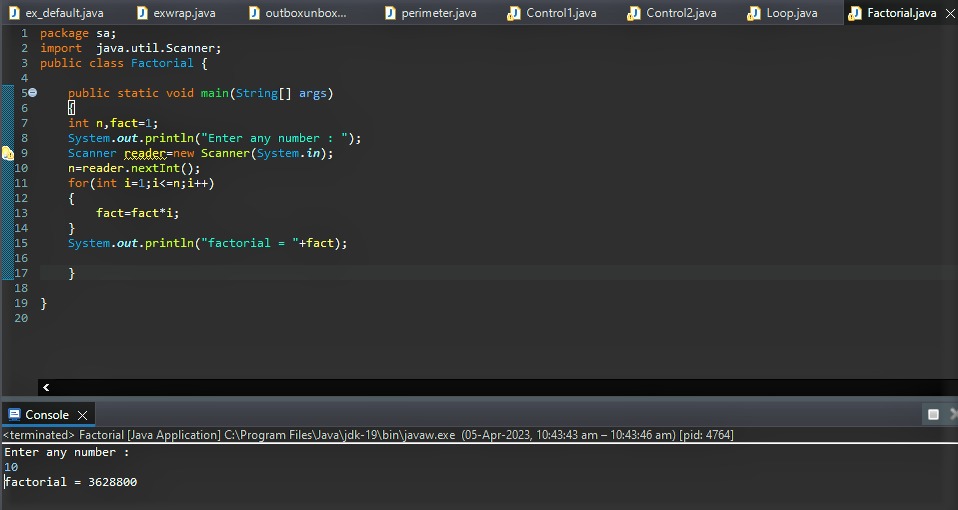 ex_default.java exwrap.java outboxunbox... perimeter.java Control1.java Control2.java Loop.java Factorial.java
1 package sa;
2 import  java.util.Scanner;
3 public class Factorial {
4
5     public static void main(String[] args)
6     {
7     int n,fact=1;
8     System.out.println("Enter any number : ");
9     Scanner reader=new Scanner(System.in);
10     n=reader.nextInt();
11     for(int i=1;i<=n;i++)
12     {
13         fact=fact*i;
14     }
15     System.out.println("factorial = "+fact);
16
17     }
18
19 }
20
Console
<terminated> Factorial [Java Application] C:\Program Files\Java\jdk-19\bin\javaw.exe (05-Apr-2023, 10:43:43 am – 10:43:46 am) [pid: 4764]
Enter any number :
10
factorial = 3628800